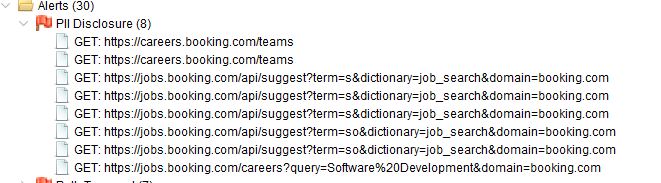 Alerts (30)
PII Disclosure (8)
GET: https://careers.booking.com/teams
GET: https://careers.booking.com/teams
GET: https://jobs.booking.com/api/suggest?term=s&dictionary=job_search&domain=booking.com
GET: https://jobs.booking.com/api/suggest?term=s&dictionary=job_search&domain=booking.com
GET: https://jobs.booking.com/api/suggest?term=s&dictionary=job_search&domain=booking.com
GET: https://jobs.booking.com/api/suggest?term=so&dictionary=job_search&domain=booking.com
GET: https://jobs.booking.com/api/suggest?term=so&dictionary=job_search&domain=booking.com
GET: https://jobs.booking.com/careers?query=Software%20Development&domain=booking.com